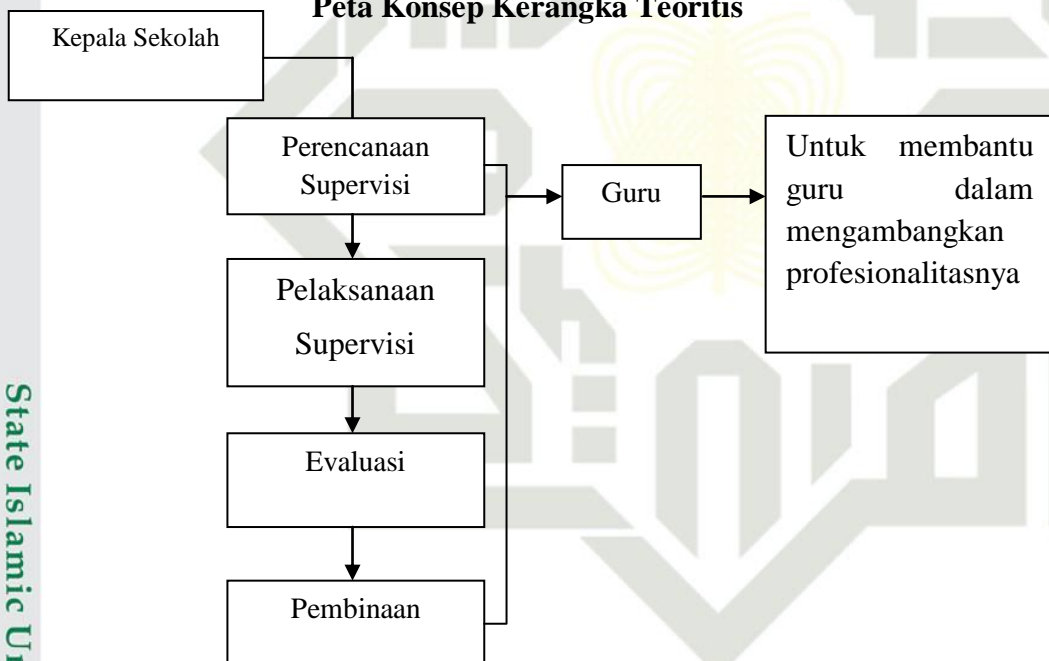 Peta Konsep Kerangka Teoritis
Kepala Sekolah
Perencanaan
Supervisi
Pelaksanaan
Supervisi
Evaluasi
Pembinaan
Guru
Untuk membantu
guru dalam
mengambangkan
profesionalitasnya
State Islamic